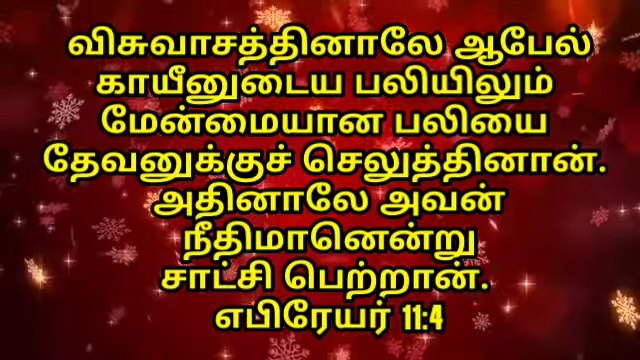 விசுவாசத்தினாலே ஆபேல்
காயீனுடைய பலியிலும்
மேன்மையான பலியை
தேவனுக்குச் செலுத்தினான்.
அதினாலே அவன்
நீதிமானென்று
சாட்சி பெற்றான்.
எபிரேயர் 11:4